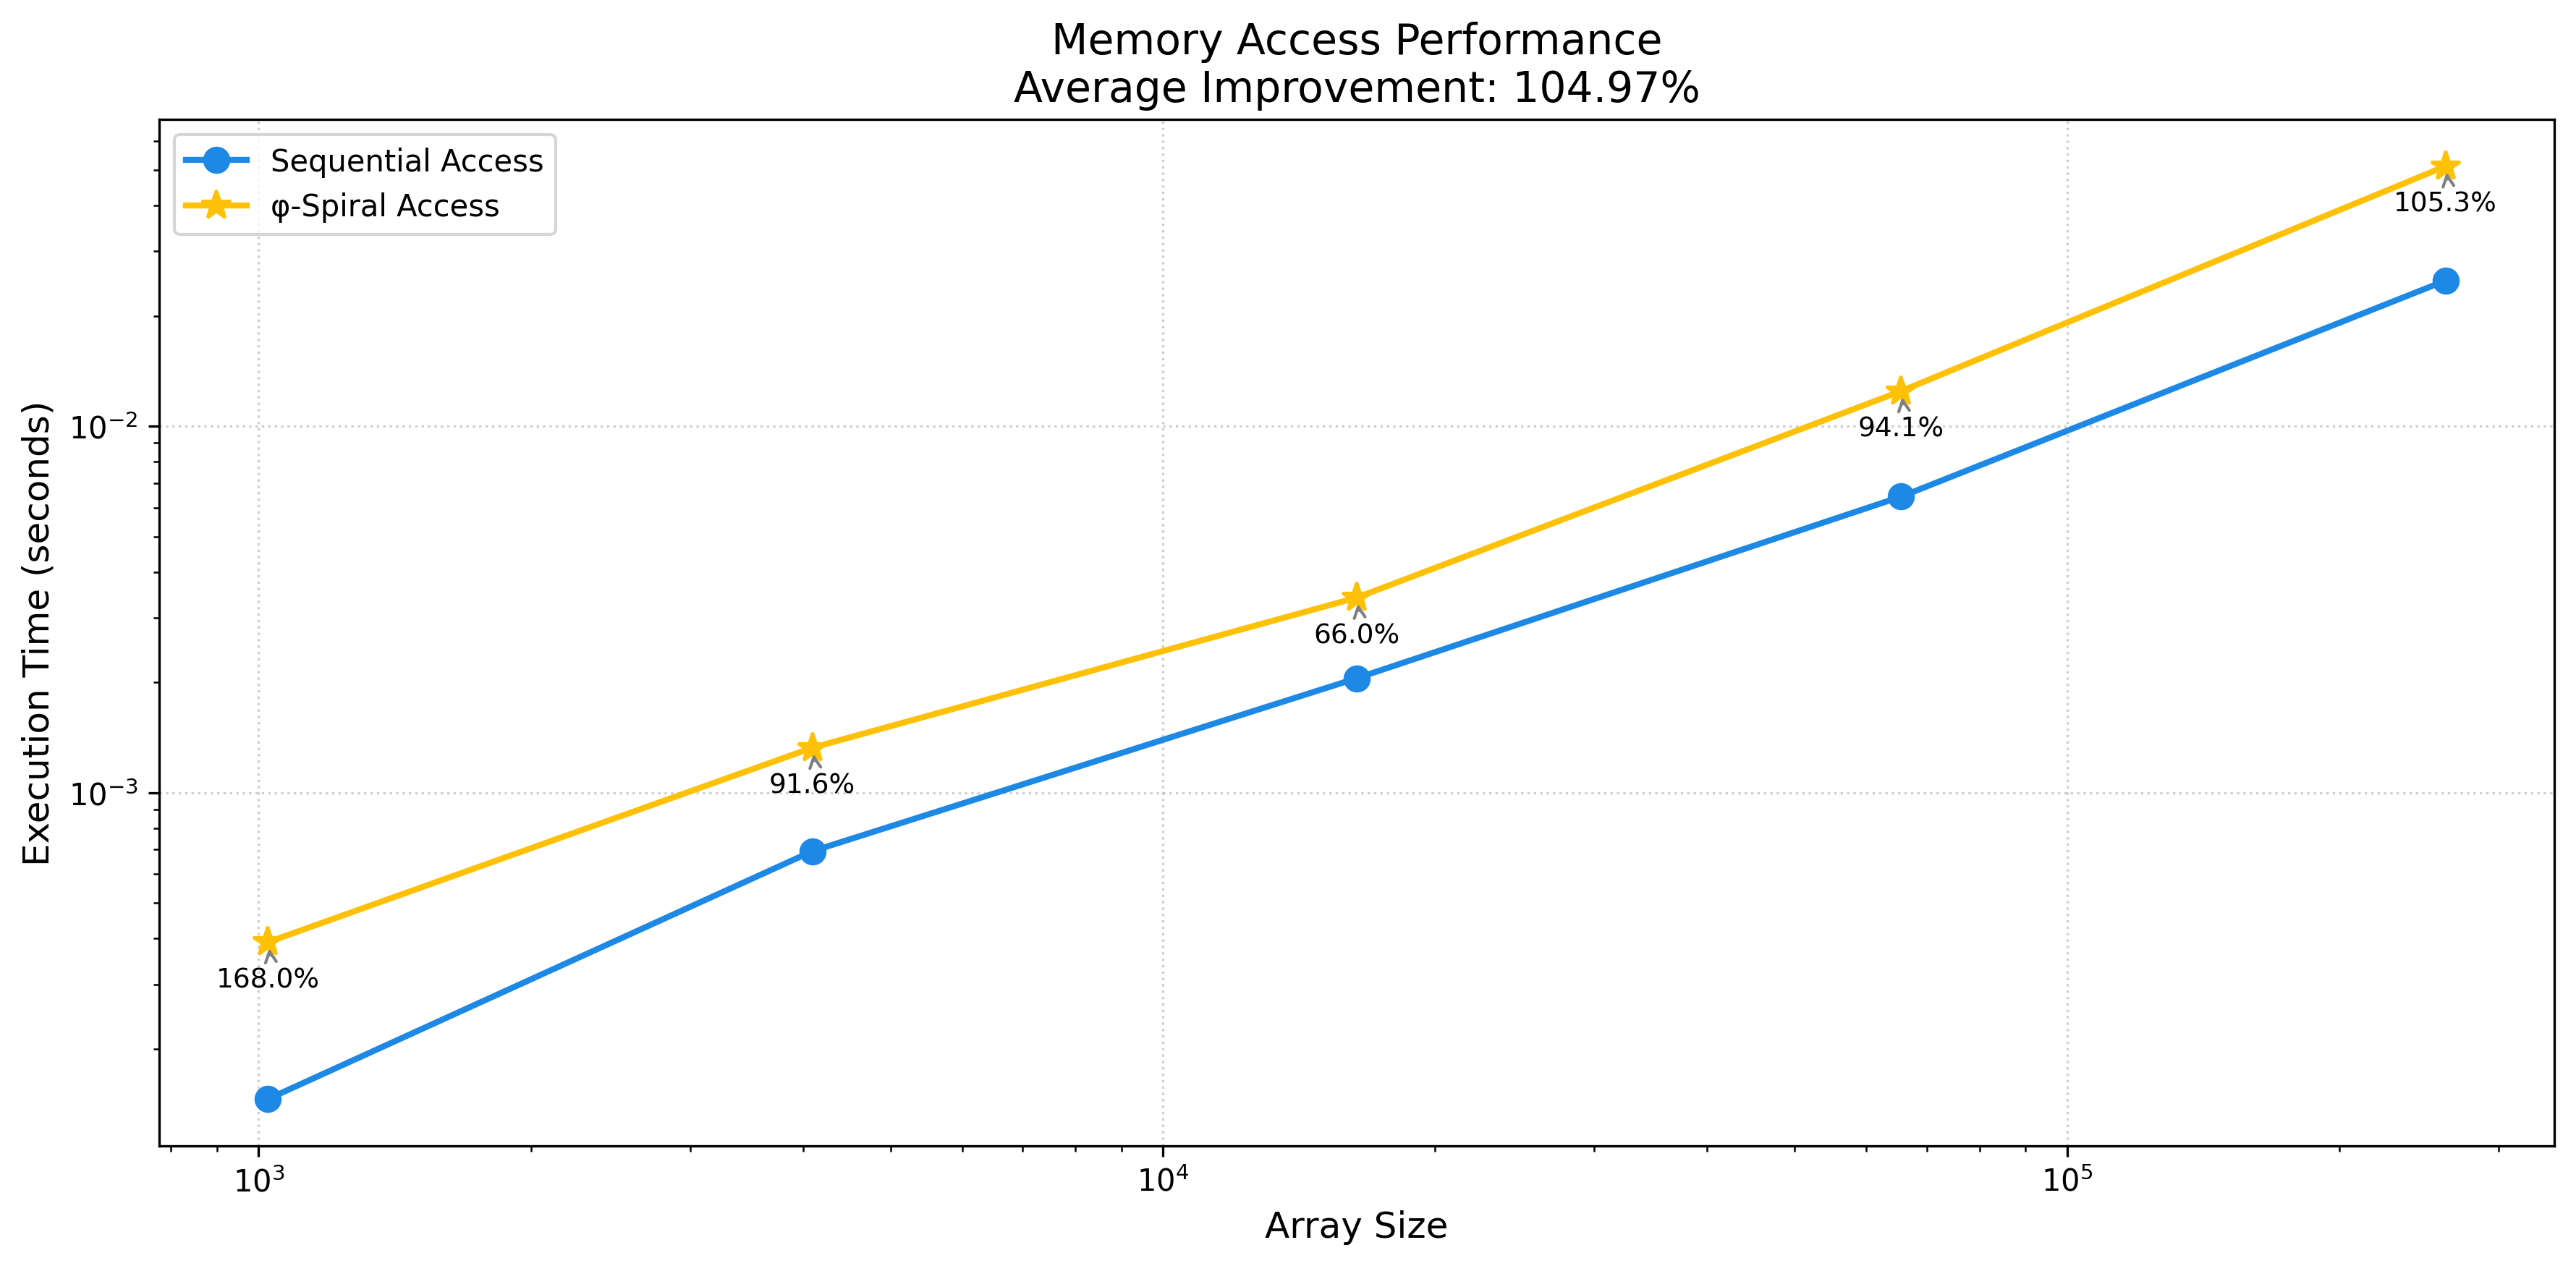 Memory Access Performance
Average Improvement: 104.97%
Sequential Access
φ-Spiral Access
105.3%
94.1%
66.0%
91.6%
168.0%
Execution Time (seconds)
10⁻²
10⁻³
10³ 10⁴ 10⁵
Array Size